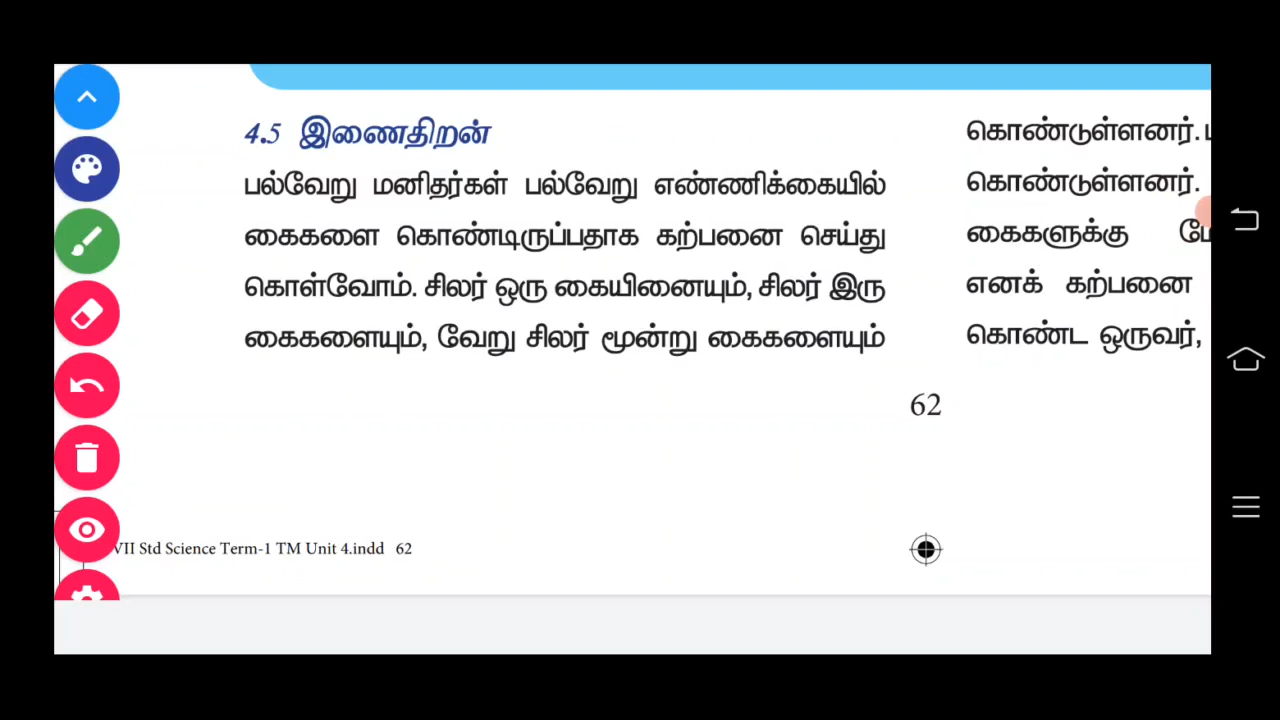 4.5 இணைதிறன்
பல்வேறு மனிதர்கள் பல்வேறு எண்ணிக்கையில்
கைகளை கொண்டிருப்பதாக கற்பனை செய்து
கொள்வோம். சிலர் ஒரு கையினையும், சிலர் இரு
கைகளையும், வேறு சிலர் மூன்று கைகளையும்
கொண்டுள்ளனர்.
கொண்டுள்ளனர்.
கைகளுக்கு
எனக் கற்பனை
கொண்ட ஒருவர்,
62
VII Std Science Term-1 TM Unit 4.indd 62